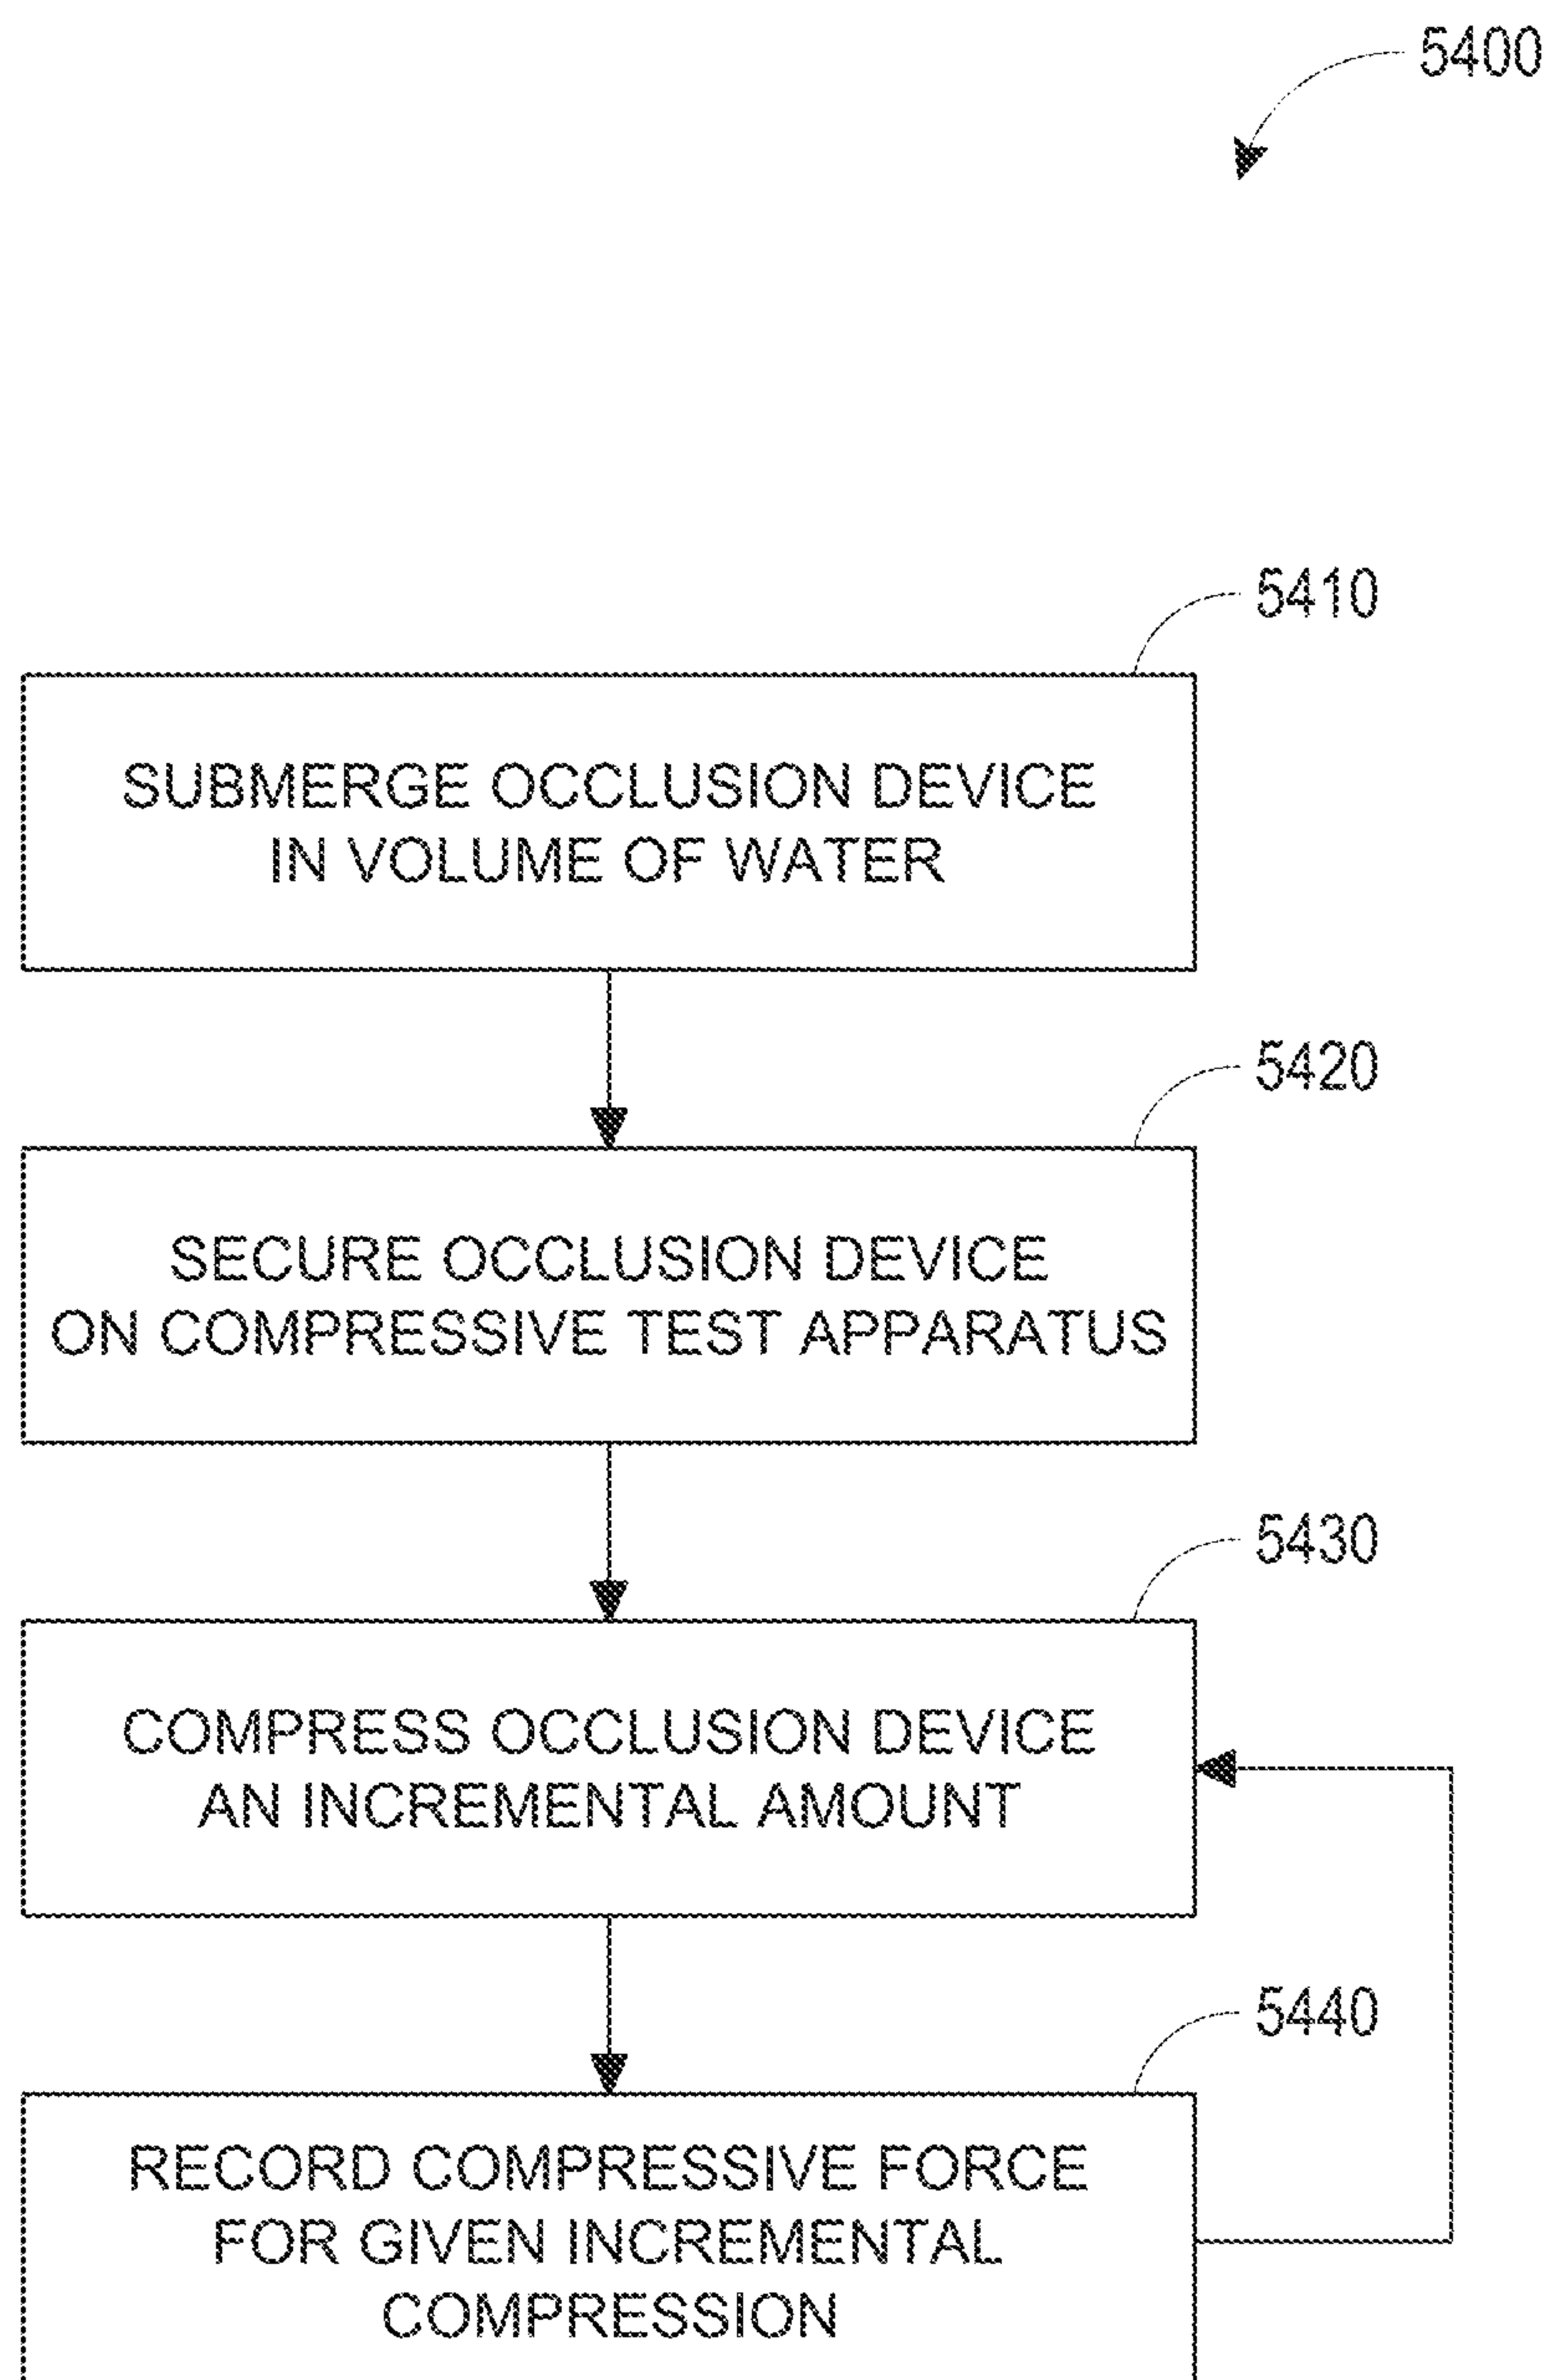 5400
5410
SUBMERGE OCCLUSION DEVICE
IN VOLUME OF WATER
5420
SECURE OCCLUSION DEVICE
ON COMPRESSIVE TEST APPARATUS
5430
COMPRESS OCCLUSION DEVICE
AN INCREMENTAL AMOUNT
5440
RECORD COMPRESSIVE FORCE
FOR GIVEN INCREMENTAL
COMPRESSION